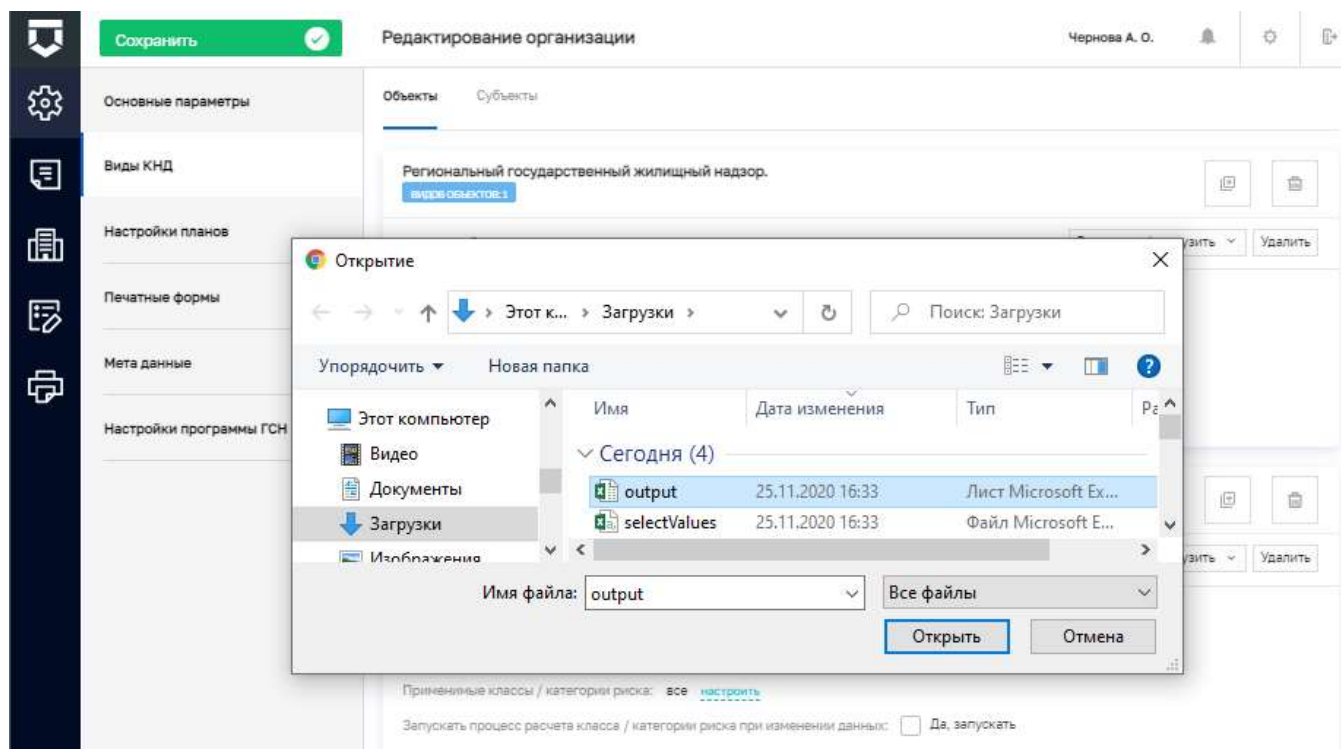 Сохранить
Редактирование организации
Чернова А. О.
Основные параметры
Виды КНД
Настройки планов
Печатные формы
Мета данные
Настройки программы ГСН
Объекты
Субъекты
Региональный государственный жилищный надзор.
ВИДОВ ОБЪЕКТОВ:1
узить
Удалить
Открытие
Этот к...
Загрузки
Поиск: Загрузки
Упорядочить
Новая папка
Этот компьютер
Видео
Документы
Загрузки
Изображения
Имя
Дата изменения
Тип
Ра
Сегодня (4)
output 25.11.2020 16:33 Лист Microsoft Ex...
selectValues 25.11.2020 16:33 Файл Microsoft E...
Имя файла: output
Все файлы
Открыть
Отмена
узить
Удалить
Применимые классы / категории риска: все настроить
Запускать процесс расчета класса / категории риска при изменении данных: Да, запускать